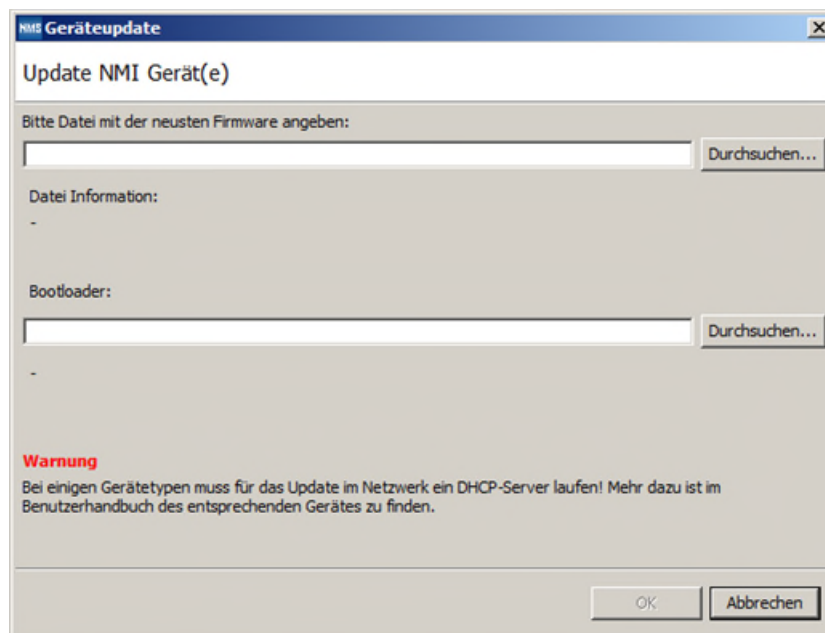 NMS Geräteupdate
Update NMI Gerät(e)
Bitte Datei mit der neusten Firmware angeben:
Durchsuchen...
Datei Information:
-
Bootloader:
Durchsuchen...
-
Warnung
Bei einigen Gerätetypen muss für das Update im Netzwerk ein DHCP-Server laufen! Mehr dazu ist im
Benutzerhandbuch des entsprechenden Gerätes zu finden.
OK Abbrechen